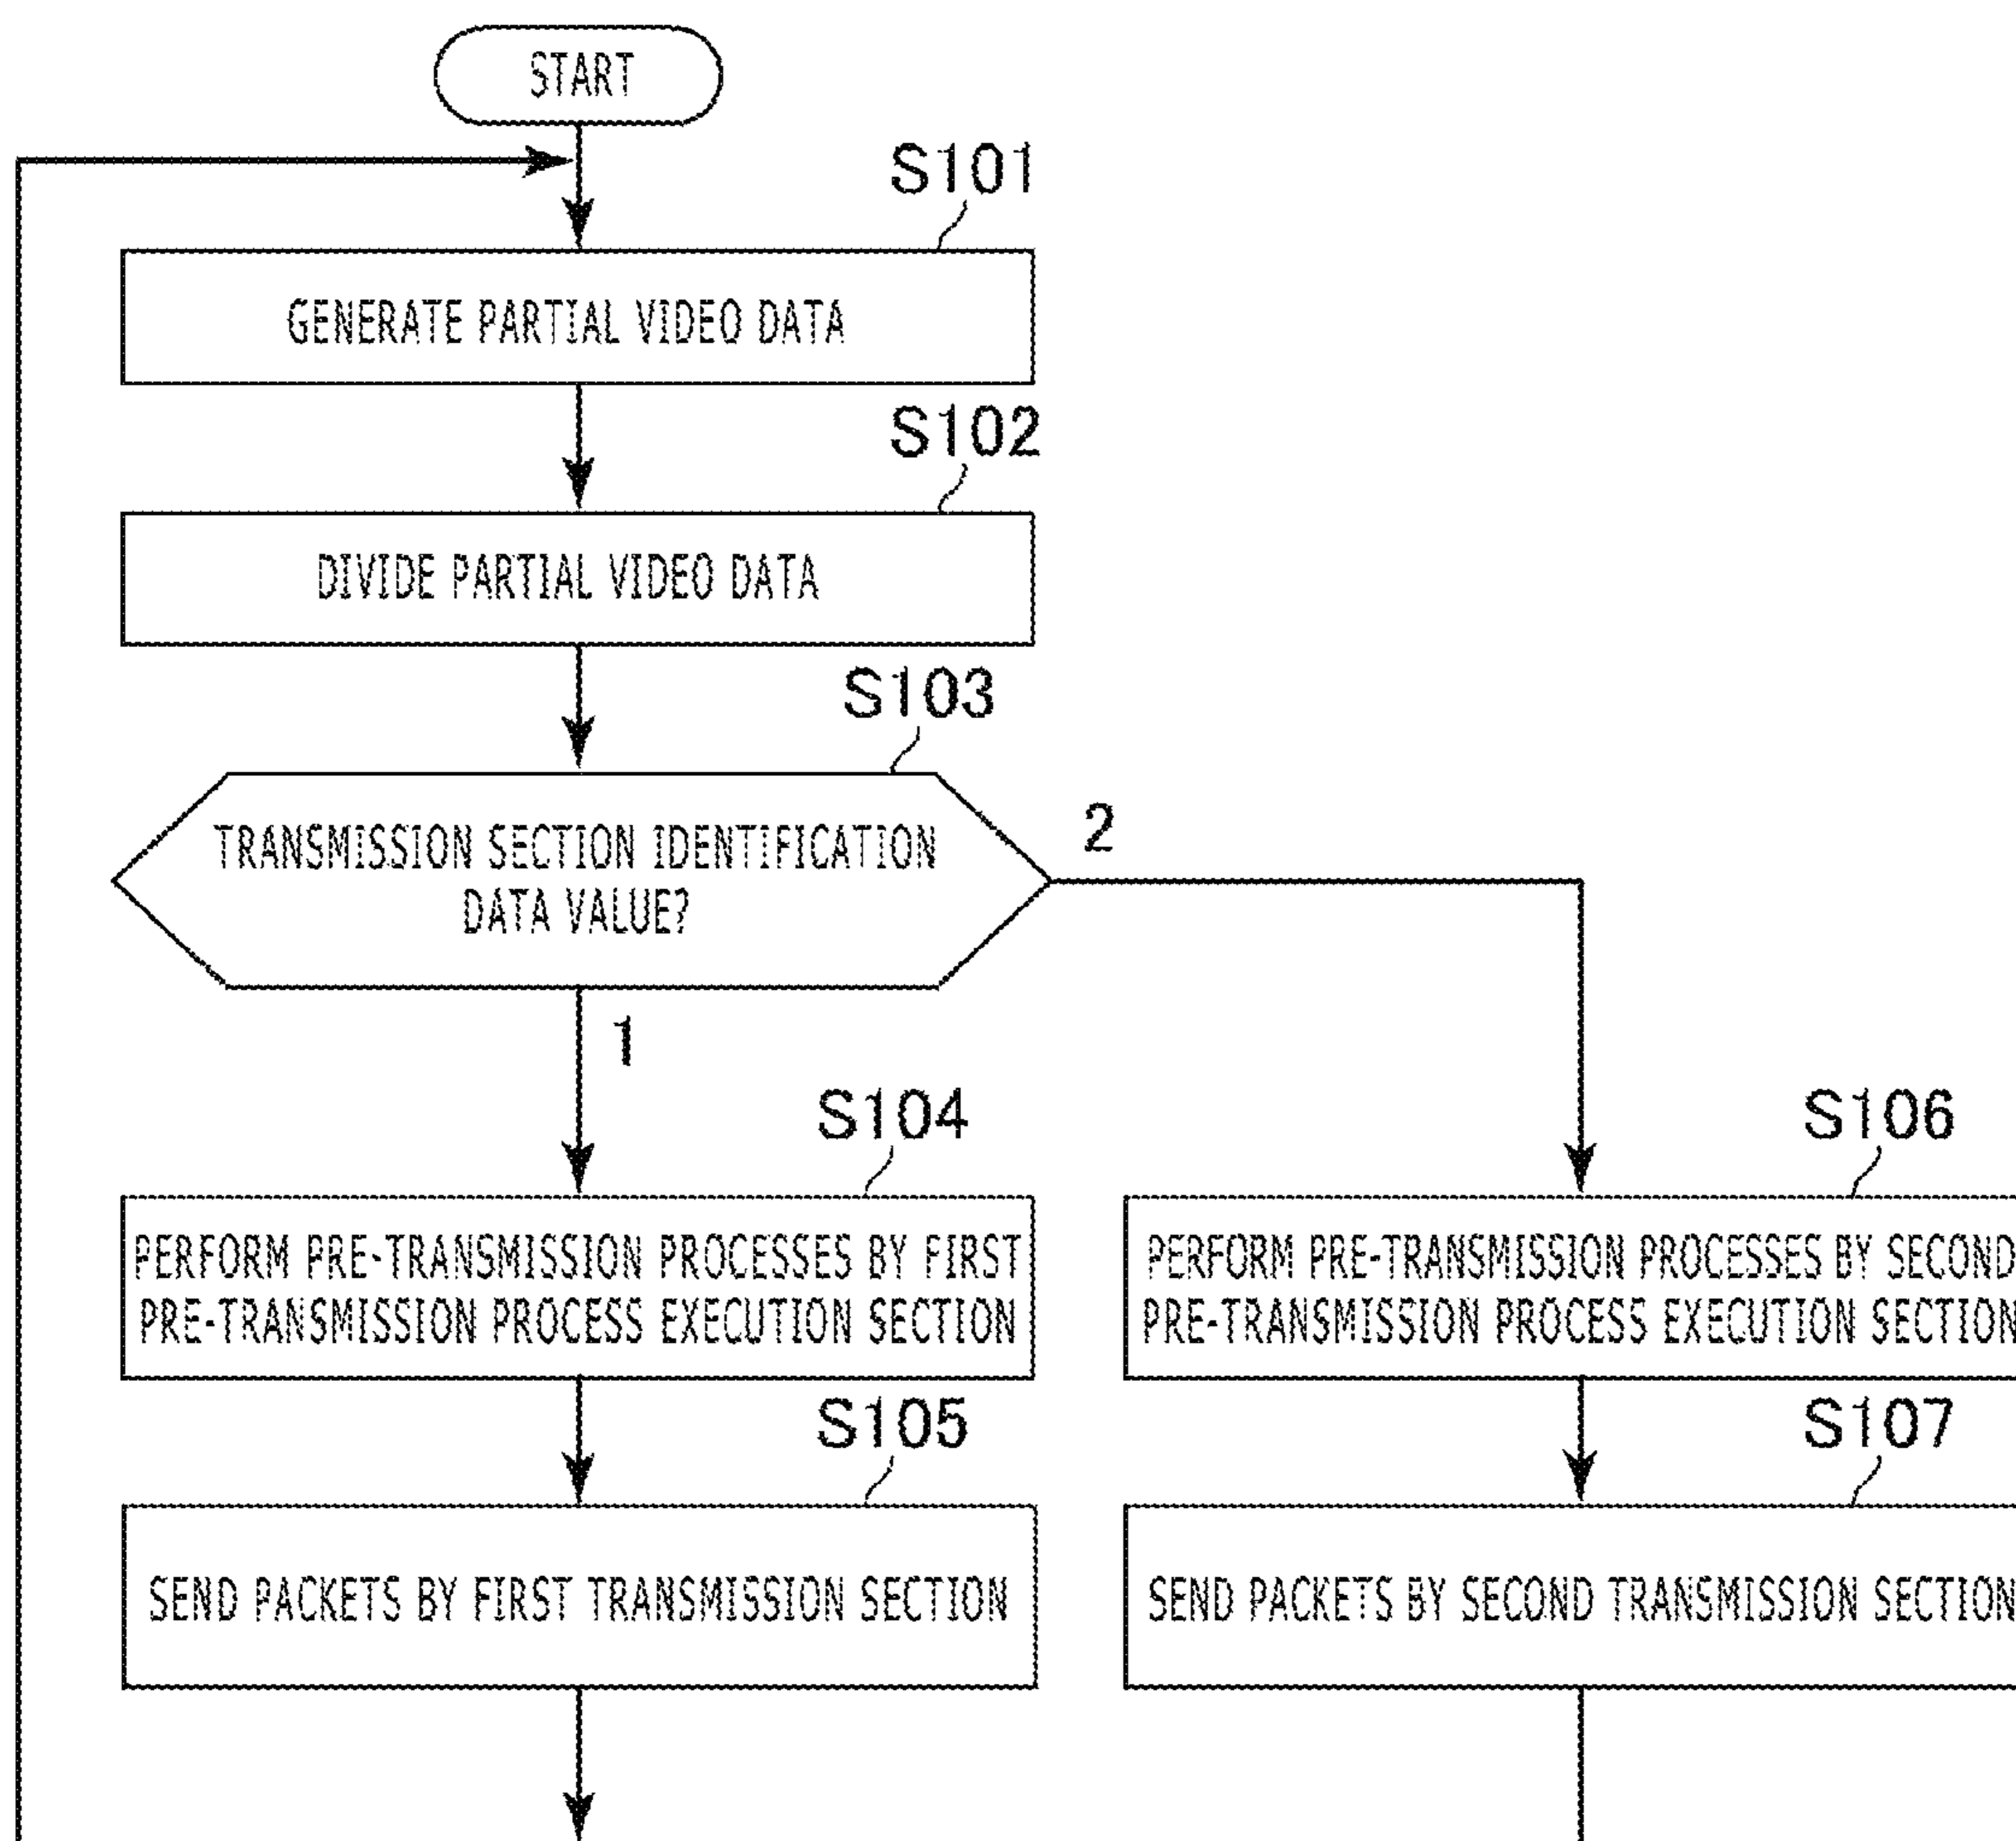 START
S101
GENERATE PARTIAL VIDEO DATA
S102
DIVIDE PARTIAL VIDEO DATA
S103
TRANSMISSION SECTION IDENTIFICATION
DATA VALUE?
2
1
S104
PERFORM PRE-TRANSMISSION PROCESSES BY FIRST
PRE-TRANSMISSION PROCESS EXECUTION SECTION
S106
PERFORM PRE-TRANSMISSION PROCESSES BY SECOND
PRE-TRANSMISSION PROCESS EXECUTION SECTION
S105
SEND PACKETS BY FIRST TRANSMISSION SECTION
S107
SEND PACKETS BY SECOND TRANSMISSION SECTION